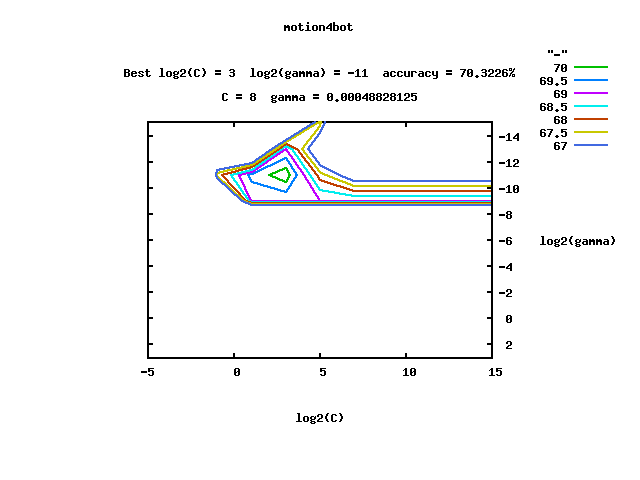 motion4bot
Best log2(C) = 3  log2(gamma) = -11  accuracy = 70.3226%
C = 8  gamma = 0.00048828125
"-"
70
69.5
69
68.5
68
67.5
67
-14
-12
-10
-8
-6
-4
-2
0
2
log2(gamma)
-5 0 5 10 15
log2(C)